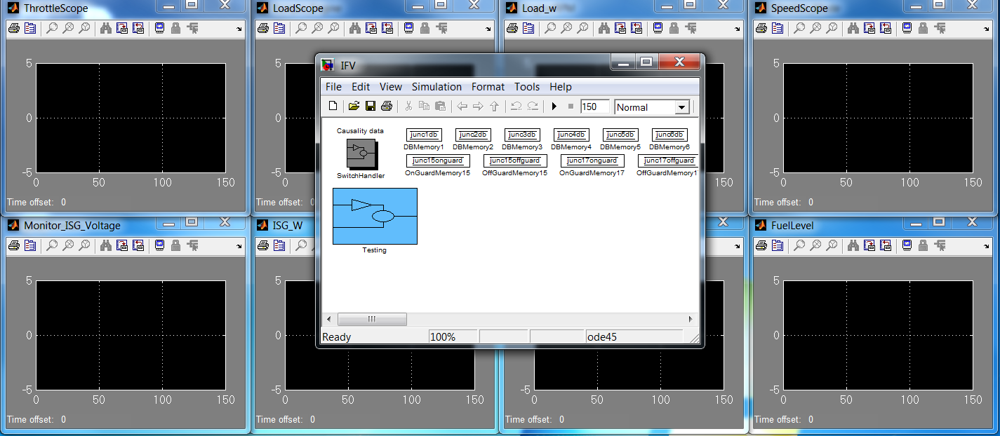 ThrottleScope
LoadScope
Load_w
SpeedScope
5
0
-5
0 50 100 150
Time offset: 0
5
0
-5
0
Time offset: 0
5
0
-5
0 50 100 150
Time offset: 0
IFV
File Edit View Simulation Format Tools Help
150 Normal
Causality data
SwitchHandler
junc1db junc2db junc3db junc4db junc5db junc6db
DBMemory1 DBMemory2 DBMemory3 DBMemory4 DBMemory5 DBMemory6
junc15onguard junc15offguard junc17onguard junc17offguard
OnGuardMemory15 OffGuardMemory15 OnGuardMemory17 OffGuardMemory1
Testing
Ready 100% ode45
150
Monitor_ISG_Voltage
ISG_W
FuelLevel
5
0
-5
0 50 100 150
Time offset: 0
5
0
-5
0 50 100 150
Time offset: 0
-5
0 50 100 150
Time offset: 0
5
0
-5
0 50 100 150
Time offset: 0